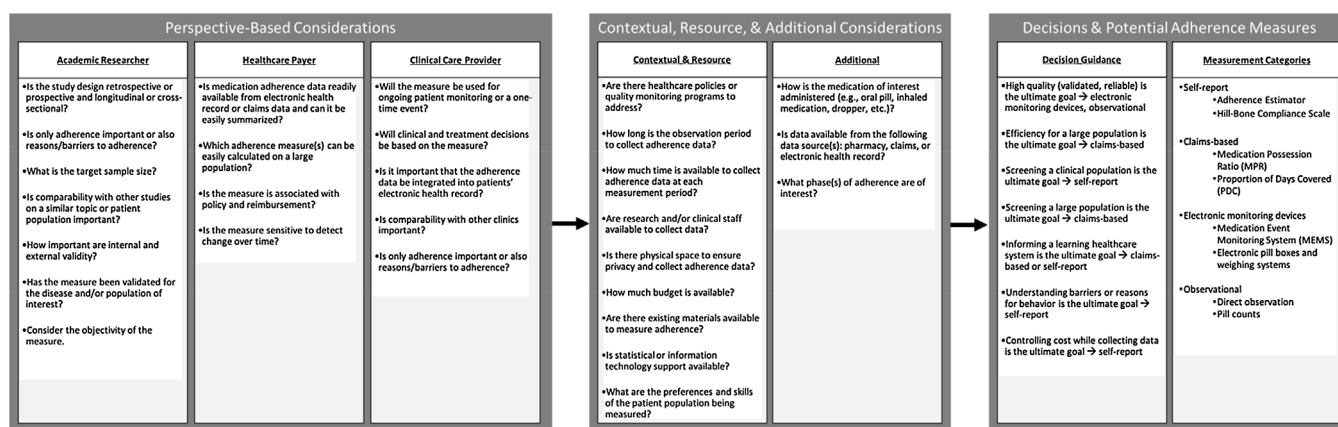 Perspective-Based Considerations
Academic Researcher
•Is the study design retrospective or
prospective and longitudinal or cross-
sectional?
•Is only adherence important or also
reasons/barriers to adherence?
•What is the target sample size?
•Is comparability with other studies
on a similar topic or patient
population important?
•How important are internal and
external validity?
•Has the measure been validated for
the disease and/or population of
interest?
•Consider the objectivity of the
measure.
Healthcare Payer
•Is medication adherence data readily
available from electronic health
record or claims data and can it be
easily summarized?
•Which adherence measure(s) can be
easily calculated on a large
population?
•Is the measure is associated with
policy and reimbursement?
•Is the measure sensitive to detect
change over time?
Clinical Care Provider
•Will the measure be used for
ongoing patient monitoring or a one-
time event?
•Will clinical and treatment decisions
be based on the measure?
•Is it important that the adherence
data be integrated into patients'
electronic health record?
•Is comparability with other clinics
important?
•Is only adherence important or also
reasons/barriers to adherence?
Contextual, Resource, & Additional Considerations
Contextual & Resource
•Are there healthcare policies or
quality monitoring programs to
address?
•How long is the observation period
to collect adherence data?
•How much time is available to collect
adherence data at each
measurement period?
•Are research and/or clinical staff
available to collect data?
•Is there physical space to ensure
privacy and collect adherence data?
•How much budget is available?
•Are there existing materials available
to measure adherence?
•Is statistical or information
technology support available?
•What are the preferences and skills
of the patient population being
measured?
Additional
•How is the medication of interest
administered (e.g., oral pill, inhaled
medication, dropper, etc.)?
•Is data available from the following
data source(s): pharmacy, claims, or
electronic health record?
•What phase(s) of adherence are of
interest?
Decisions & Potential Adherence Measures
Decision Guidance
•High quality (validated, reliable) is
the ultimate goal → electronic
monitoring devices, observational
•Efficiency for a large population is
the ultimate goal → claims-based
•Screening a clinical population is the
ultimate goal → self-report
•Screening a large population is the
ultimate goal → claims-based
•Informing a learning healthcare
system is the ultimate goal → claims-
based or self-report
•Understanding barriers or reasons
for behavior is the ultimate goal →
self-report
•Controlling cost while collecting data
is the ultimate goal → self-report
Measurement Categories
•Self-report
•Adherence Estimator
•Hill-Bone Compliance Scale
•Claims-based
•Medication Possession
Ratio (MPR)
•Proportion of Days Covered
(PDC)
•Electronic monitoring devices
•Medication Event
Monitoring System (MEMS)
•Electronic pill boxes and
weighing systems
•Observational
•Direct observation
•Pill counts